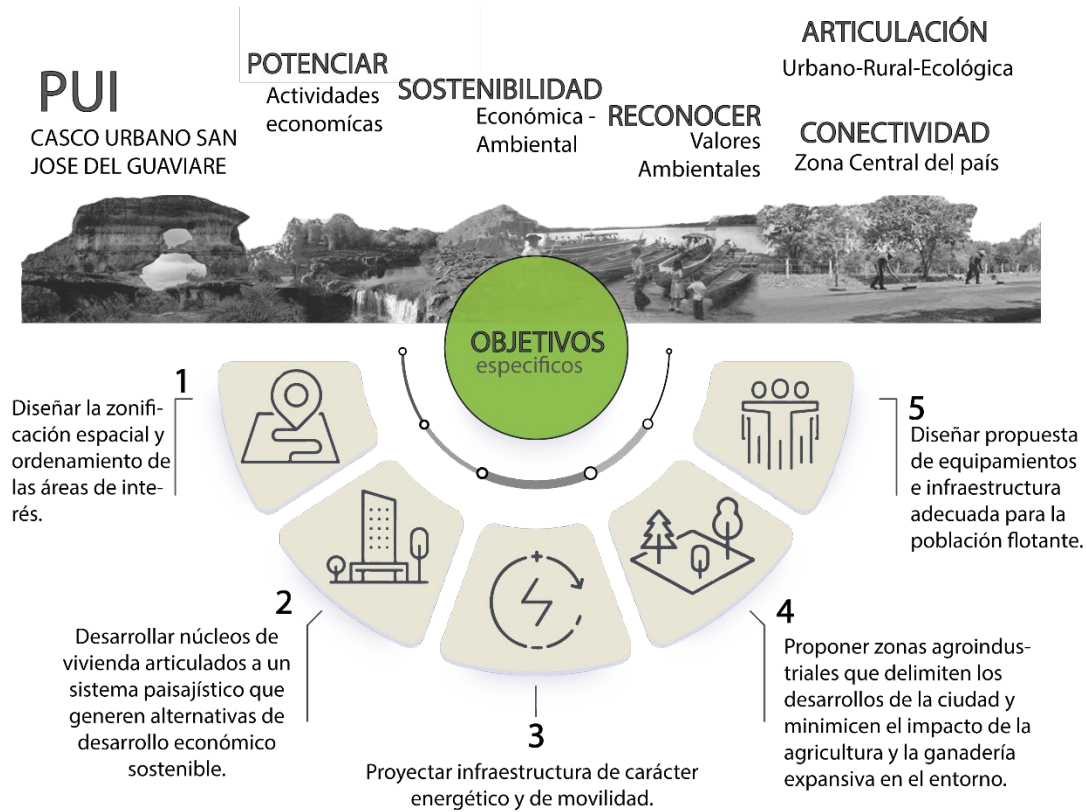 PUI
CASCO URBANO SAN
JOSE DEL GUAVIARE
POTENCIAR
Actividades
economícas
SOSTENIBILIDAD
Económica -
Ambiental
RECONOCER
Valores
Ambientales
ARTICULACIÓN
Urbano-Rural-Ecológica
CONECTIVIDAD
Zona Central del país
OBJETIVOS
especificos
1
Diseñar la zonifi-
cación espacial y
ordenamiento de
las áreas de inte-
rés.
2
Desarrollar núcleos de
vivienda articulados a un
sistema paisajístico que
generen alternativas de
desarrollo económico
sostenible.
3
Proyectar infraestructura de carácter
energético y de movilidad.
4
Proponer zonas agroindus-
triales que delimiten los
desarrollos de la ciudad y
minimicen el impacto de la
agricultura y la ganadería
expansiva en el entorno.
5
Diseñar propuesta
de equipamientos
e infraestructura
adecuada para la
población flotante.